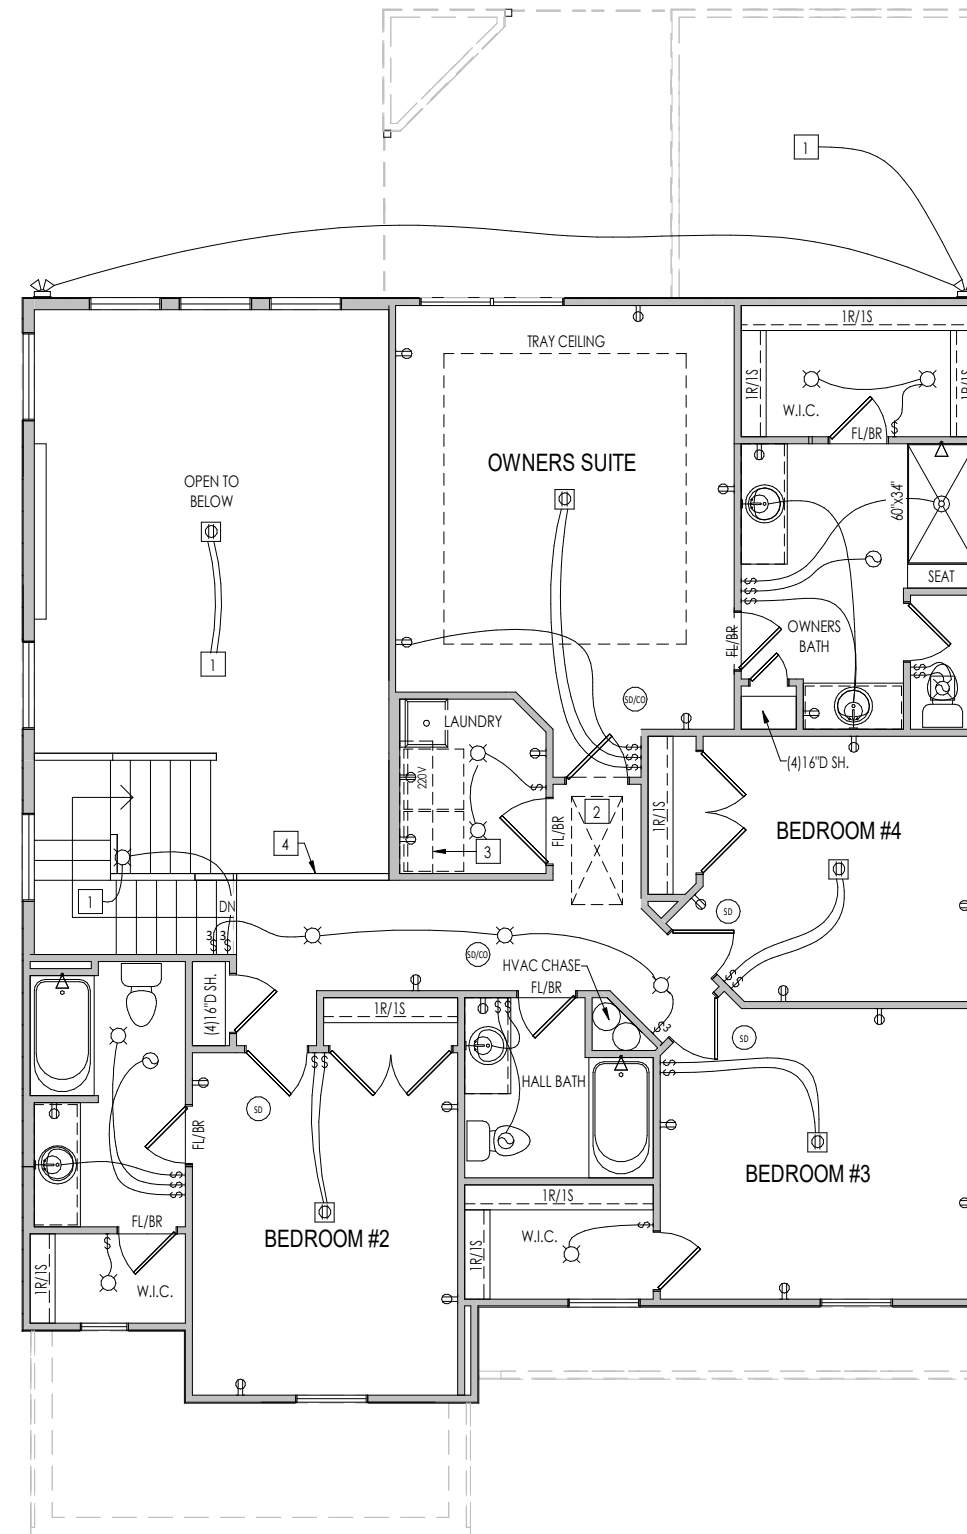 1
1R/1S
TRAY CEILING
1R/1S
1R/1S
W.I.C.
FL/BR
OWNERS SUITE
OPEN TO
BELOW
60"x34"
SEAT
1
FL/BR
OWNERS
BATH
SD/CO
LAUNDRY
220V
(4)16"D SH.
2
1R/1S
FL/BR
BEDROOM #4
4
3
1
DN
SD
3
3
SD/CO
HVAC CHASE
FL/BR
(4)16"D SH.
1R/1S
3
SD
HALL BATH
SD
FL/BR
BEDROOM #3
1R/1S
FL/BR
W.I.C.
BEDROOM #2
1R/1S
1R/1S
W.I.C.